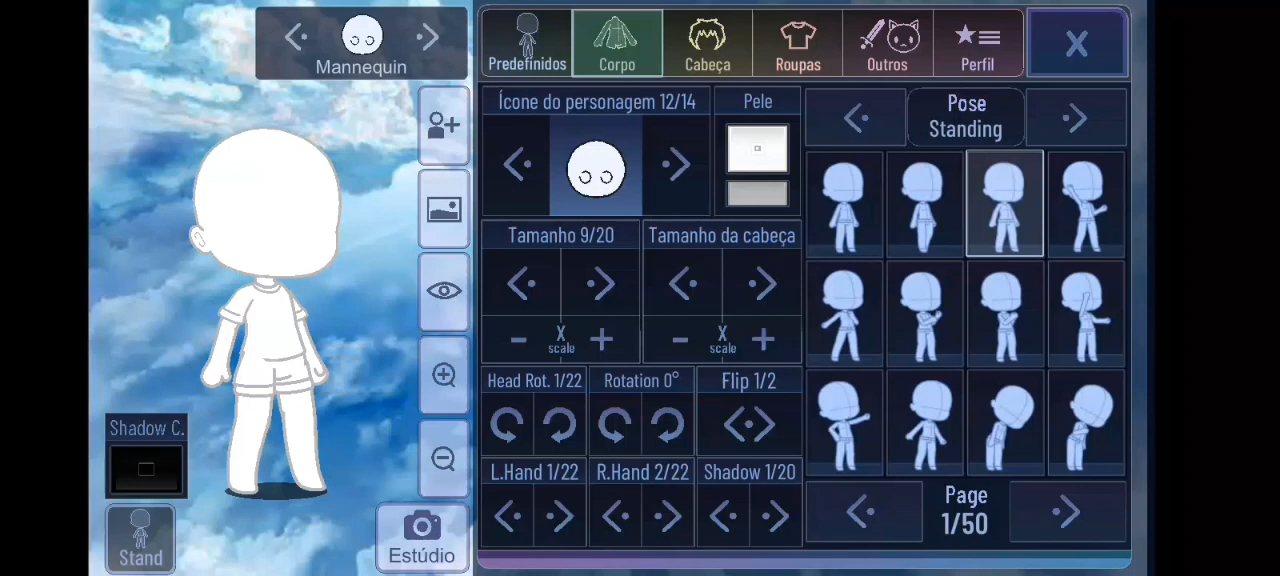 Mannequin
Predefinidos
Corpo
Cabeça
Roupas
Outros
Perfil
X
Ícone do personagem 12/14
Pele
Pose
Standing
Tamanho 9/20
Tamanho da cabeça
X
scale
X
scale
Head Rot. 1/22
Rotation 0°
Flip 1/2
L.Hand 1/22
R.Hand 2/22
Shadow 1/20
Shadow C.
Stand
Estúdio
Page
1/50